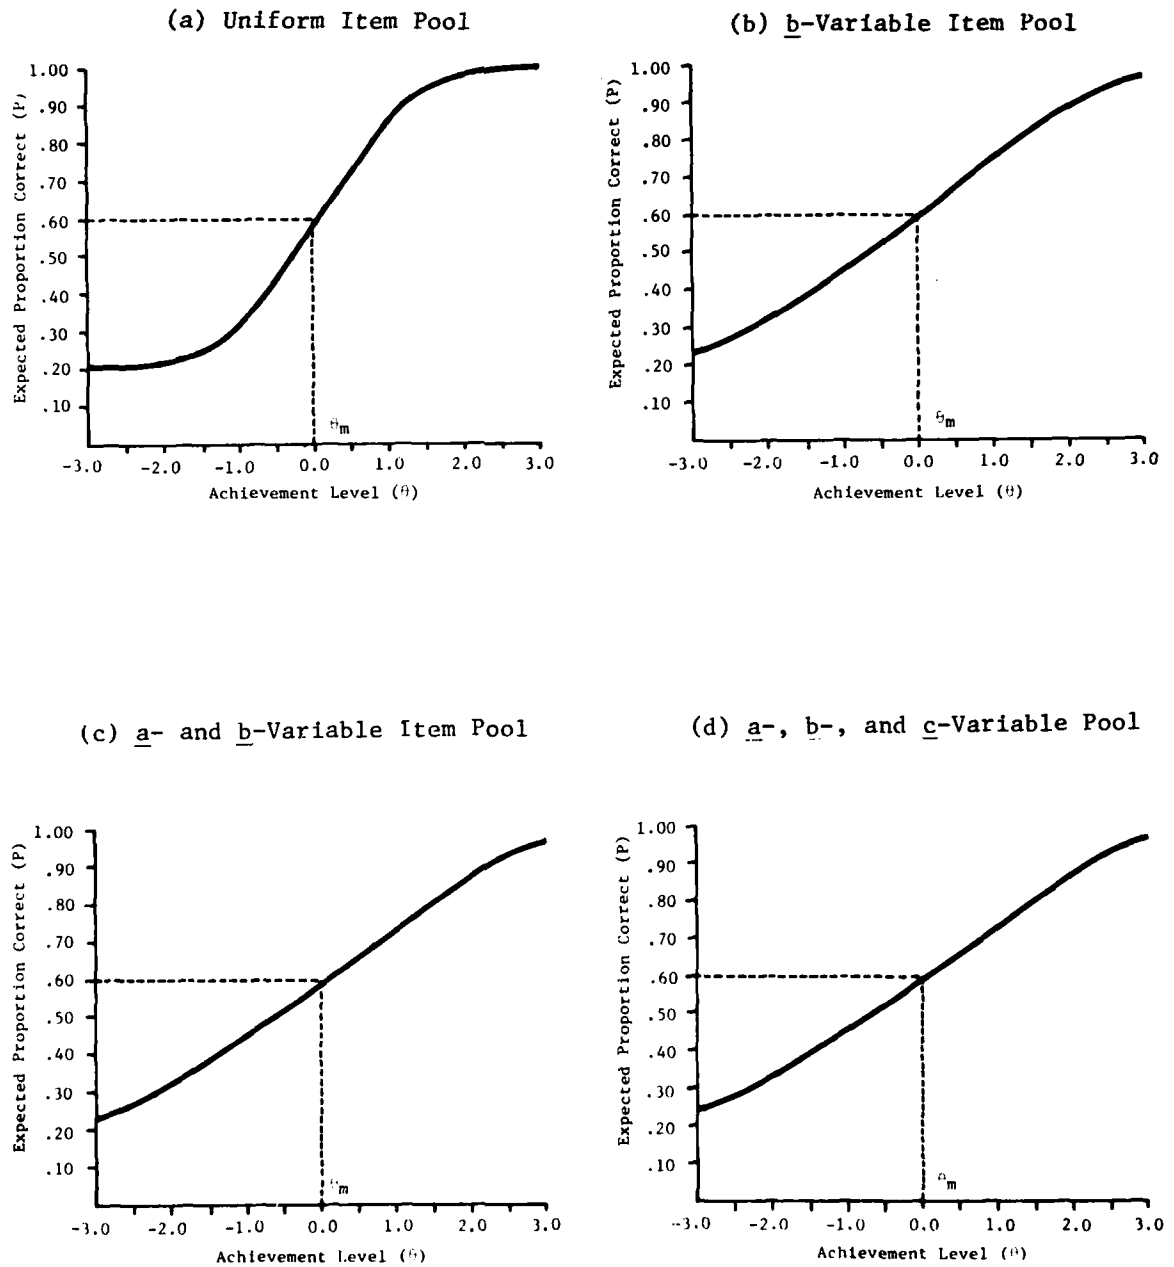 (a) Uniform Item Pool
Expected Proportion Correct (P)
1.00
.90
.80
.70
.60
.50
.40
.30
.20
.10
θm
-3.0 -2.0 -1.0 0.0 1.0 2.0 3.0
Achievement Level (θ)
(b) b-Variable Item Pool
Expected Proportion Correct (P)
1.00
.90
.80
.70
.60
.50
.40
.30
.20
.10
θm
-3.0 -2.0 -1.0 0.0 1.0 2.0 3.0
Achievement Level (θ)
(c) a- and b-Variable Item Pool
Expected Proportion Correct (P)
1.00
.90
.80
.70
.60
.50
.40
.30
.20
.10
θm
-3.0 -2.0 -1.0 0.0 1.0 2.0 3.0
Achievement Level (θ)
(d) a-, b-, and c-Variable Pool
Expected Proportion Correct (P)
1.00
.90
.80
.70
.60
.50
.40
.30
.20
.10
θm
-3.0 -2.0 -1.0 0.0 1.0 2.0 3.0
Achievement Level (θ)